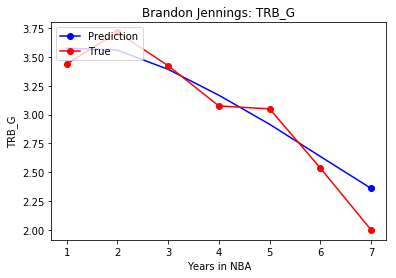 Brandon Jennings: TRB_G
Prediction
True
TRB_G
3.75
3.50
3.25
3.00
2.75
2.50
2.25
2.00
1 2 3 4 5 6 7
Years in NBA